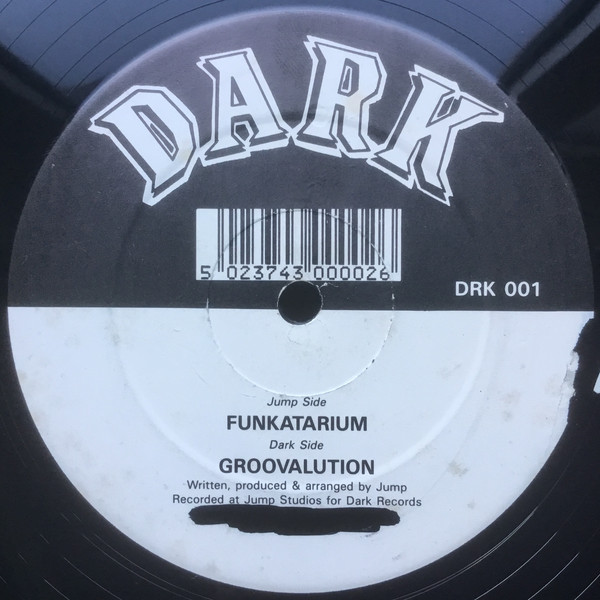 DARK
5 023743 000026
DRK 001
Jump Side
FUNKATARIUM
Dark Side
GROOVALUTION
Written, produced & arranged by Jump
Recorded at Jump Studios for Dark Records